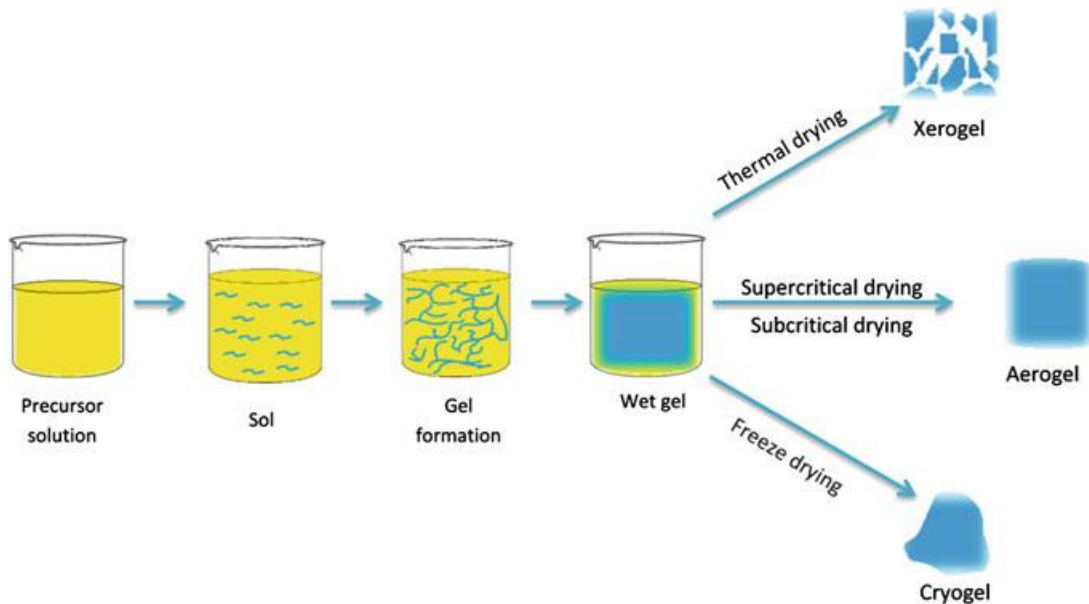 Thermal drying
Xerogel
Precursor
solution
Sol
Gel
formation
Wet gel
Supercritical drying
Subcritical drying
Aerogel
Freeze drying
Cryogel